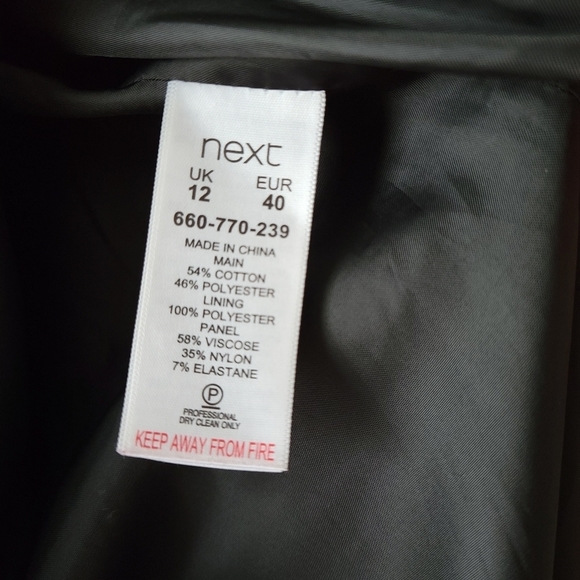 next
UK EUR
12 40
660-770-239
MADE IN CHINA
MAIN
54% COTTON
46% POLYESTER
LINING
100% POLYESTER
PANEL
58% VISCOSE
35% NYLON
7% ELASTANE
P
PROFESSIONAL
DRY CLEAN ONLY
KEEP AWAY FROM FIRE